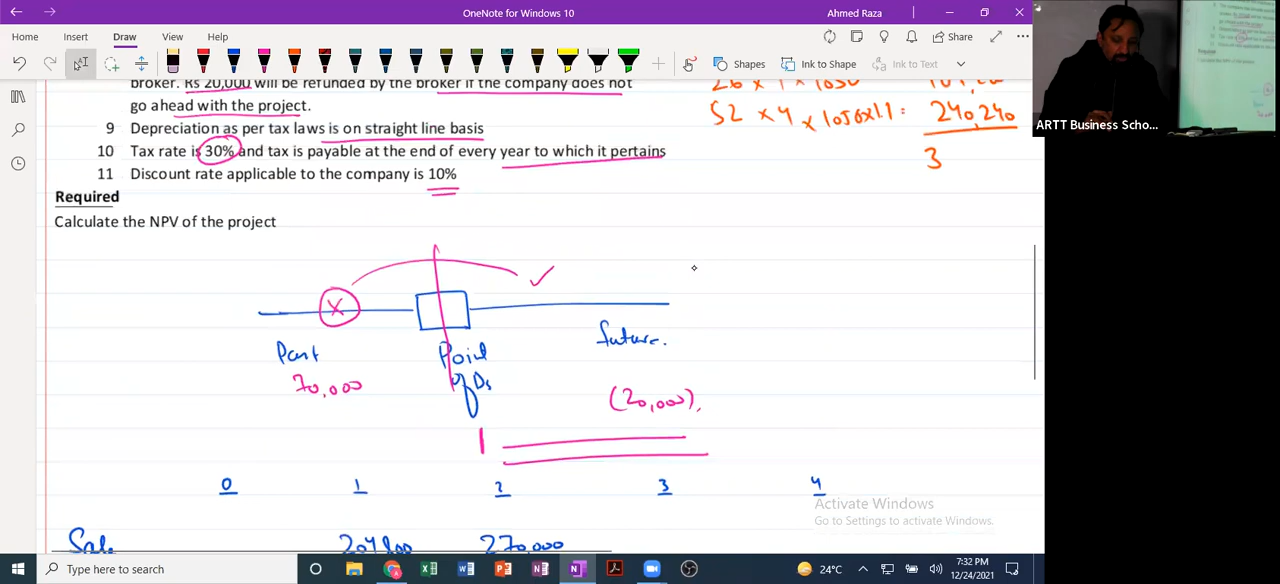 OneNote for Windows 10
Ahmed Raza
Home Insert Draw View Help
Share
Shapes Ink to Shape Ink to Text
broker. Rs 20,000 will be refunded by the broker if the company does not
go ahead with the project.
9 Depreciation as per tax laws is on straight line basis
10 Tax rate is 30% and tax is payable at the end of every year to which it pertains
11 Discount rate applicable to the company is 10%
52 x 4 x 1050x1.1 = 240,240
3
Required
Calculate the NPV of the project
Past
70,000
Point
of Ds
future.
(20,000).
0 1 2 3 4
Sale 204800 270,000
ARTT Business Scho...
Activate Windows
Go to Settings to activate Windows.
Type here to search
24°C
7:32 PM
12/24/2021